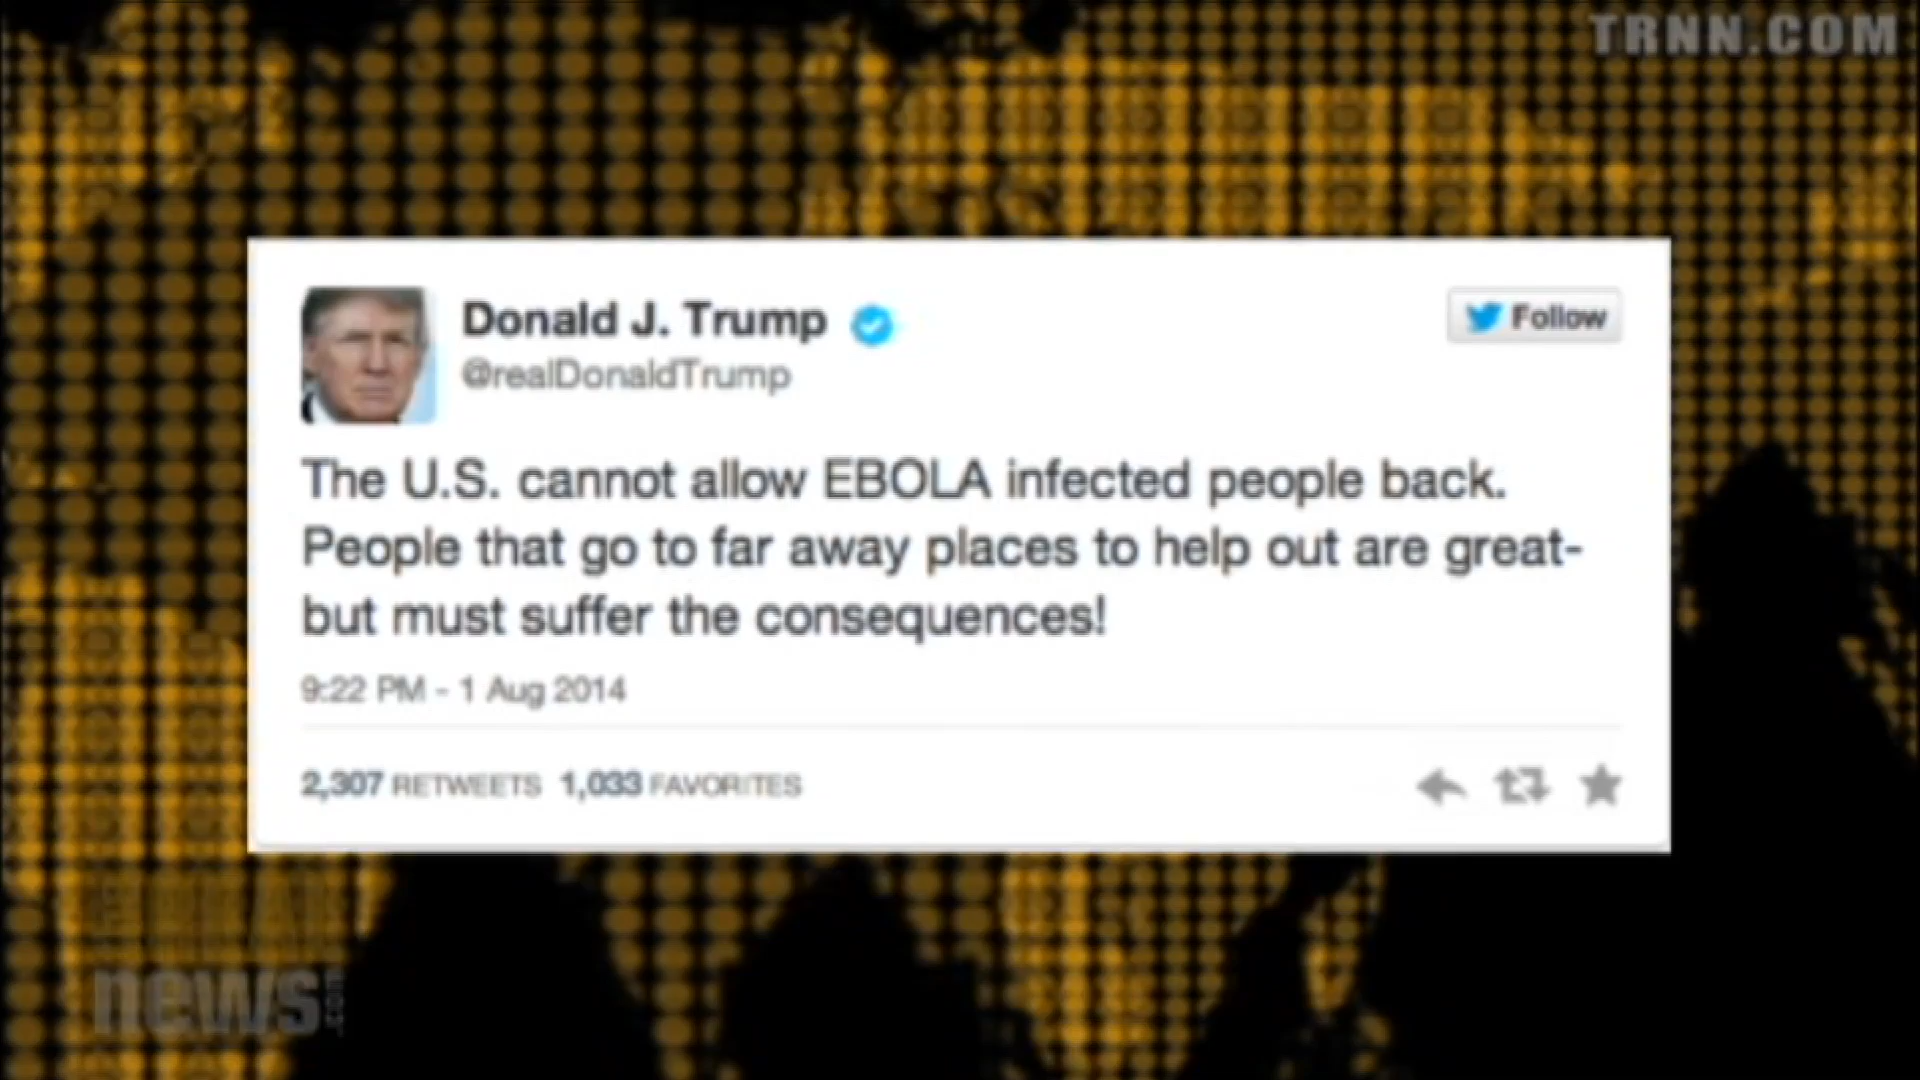 TRNN.COM
Donald J. Trump
Follow
@realDonaldTrump
The U.S. cannot allow EBOLA infected people back.
People that go to far away places to help out are great-
but must suffer the consequences!
9:22 PM - 1 Aug 2014
2,307 RETWEETS 1,033 FAVORITES
news